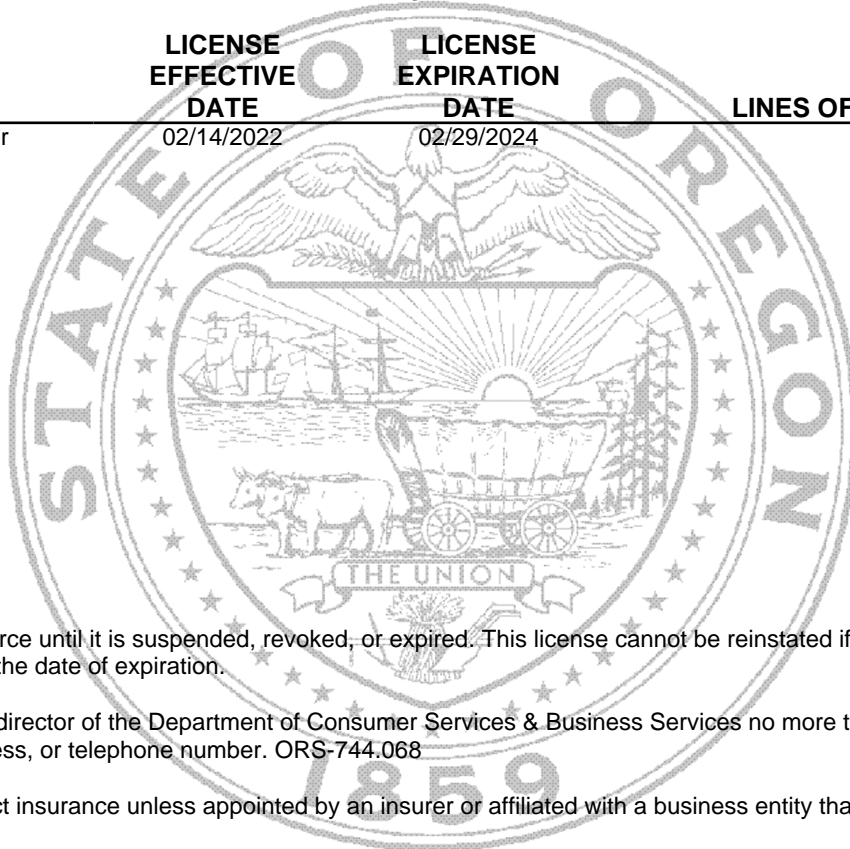 LICENSE LICENSE
EFFECTIVE EXPIRATION
DATE DATE LINES OF
r 02/14/2022 02/29/2024
STATE OF OREGON
THE UNION
rce until it is suspended, revoked, or expired. This license cannot be reinstated if
the date of expiration.
director of the Department of Consumer Services & Business Services no more t
ess, or telephone number. ORS-744.068
1859
ct insurance unless appointed by an insurer or affiliated with a business entity tha